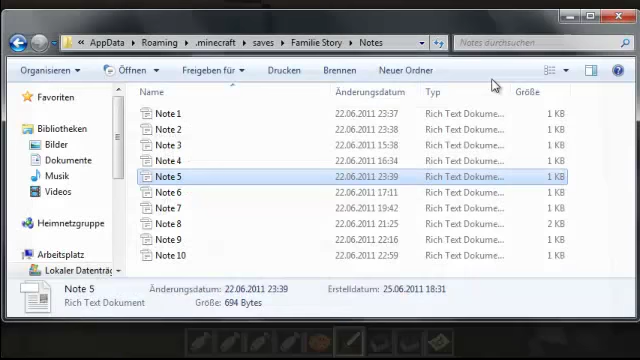 AppData ▸ Roaming ▸ .minecraft ▸ saves ▸ Familie Story ▸ Notes
Notes durchsuchen
Organisieren Öffnen Freigeben für Drucken Brennen Neuer Ordner
Name Änderungsdatum Typ Größe
Favoriten
Bibliotheken
Bilder
Dokumente
Musik
Videos
Heimnetzgruppe
Arbeitsplatz
Lokaler Datenträg
Note 1 22.06.2011 23:37 Rich Text Dokume... 1 KB
Note 2 22.06.2011 23:38 Rich Text Dokume... 1 KB
Note 3 22.06.2011 15:38 Rich Text Dokume... 1 KB
Note 4 22.06.2011 16:34 Rich Text Dokume... 1 KB
Note 5 22.06.2011 23:39 Rich Text Dokume... 1 KB
Note 6 22.06.2011 17:11 Rich Text Dokume... 1 KB
Note 7 22.06.2011 19:42 Rich Text Dokume... 1 KB
Note 8 22.06.2011 21:25 Rich Text Dokume... 2 KB
Note 9 22.06.2011 22:16 Rich Text Dokume... 1 KB
Note 10 22.06.2011 22:59 Rich Text Dokume... 1 KB
Note 5 Änderungsdatum: 22.06.2011 23:39 Erstelldatum: 25.06.2011 18:31
Rich Text Dokument Größe: 694 Bytes